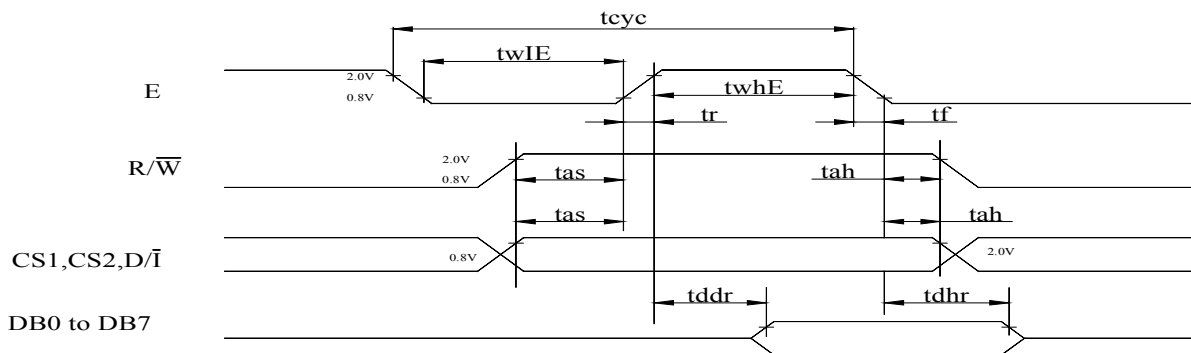 tcyc
twIE
E
2.0V
0.8V
twhE
tr
tf
R/W̅
2.0V
0.8V
tas
tah
tas
tah
CS1,CS2,D/I̅
0.8V
2.0V
tddr
tdhr
DB0 to DB7